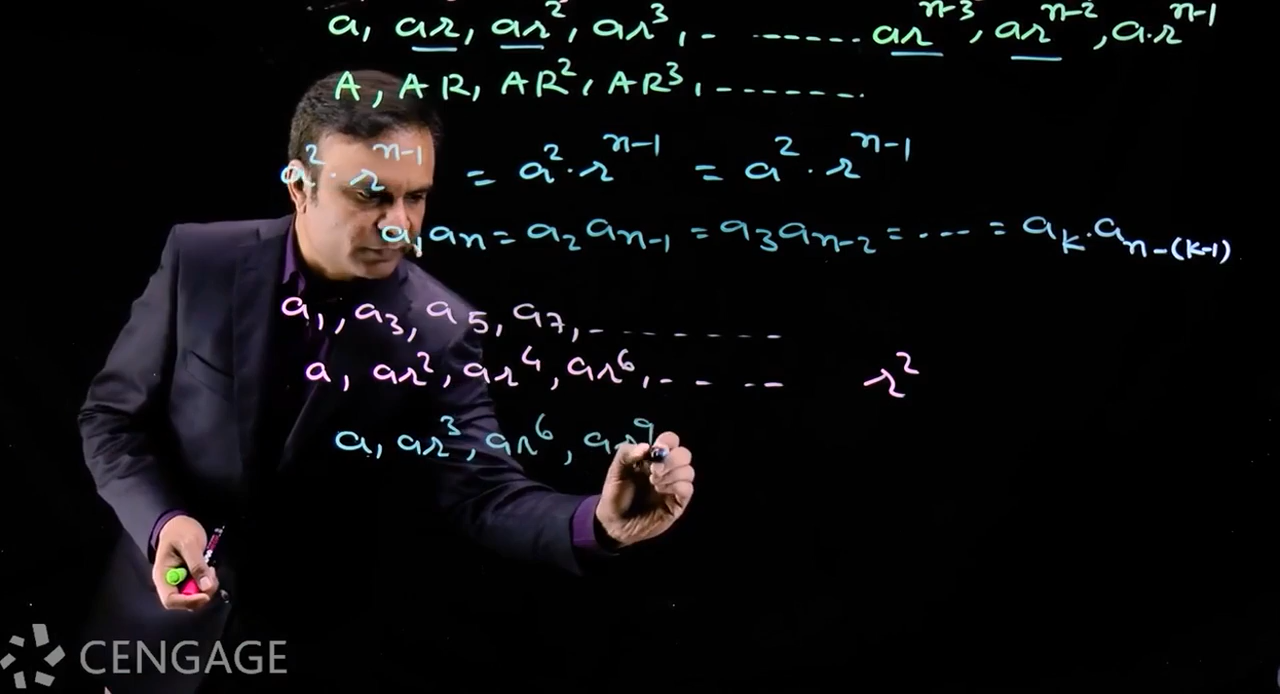 a, ar, ar², ar³, - ------ arⁿ⁻³, arⁿ⁻², a·rⁿ⁻¹
A, AR, AR², AR³, -------.
a²·rⁿ⁻¹ = a²·rⁿ⁻¹ = a²·rⁿ⁻¹
a₁aₙ = a₂aₙ₋₁ = a₃aₙ₋₂ = ---- = aₖ·aₙ₋₍ₖ₋₁₎
a₁, a₃, a₅, a₇, - - - - - - -
a, ar², ar⁴, ar⁶, - - - -- r²
a, ar³, ar⁶, ar⁹
CENGAGE